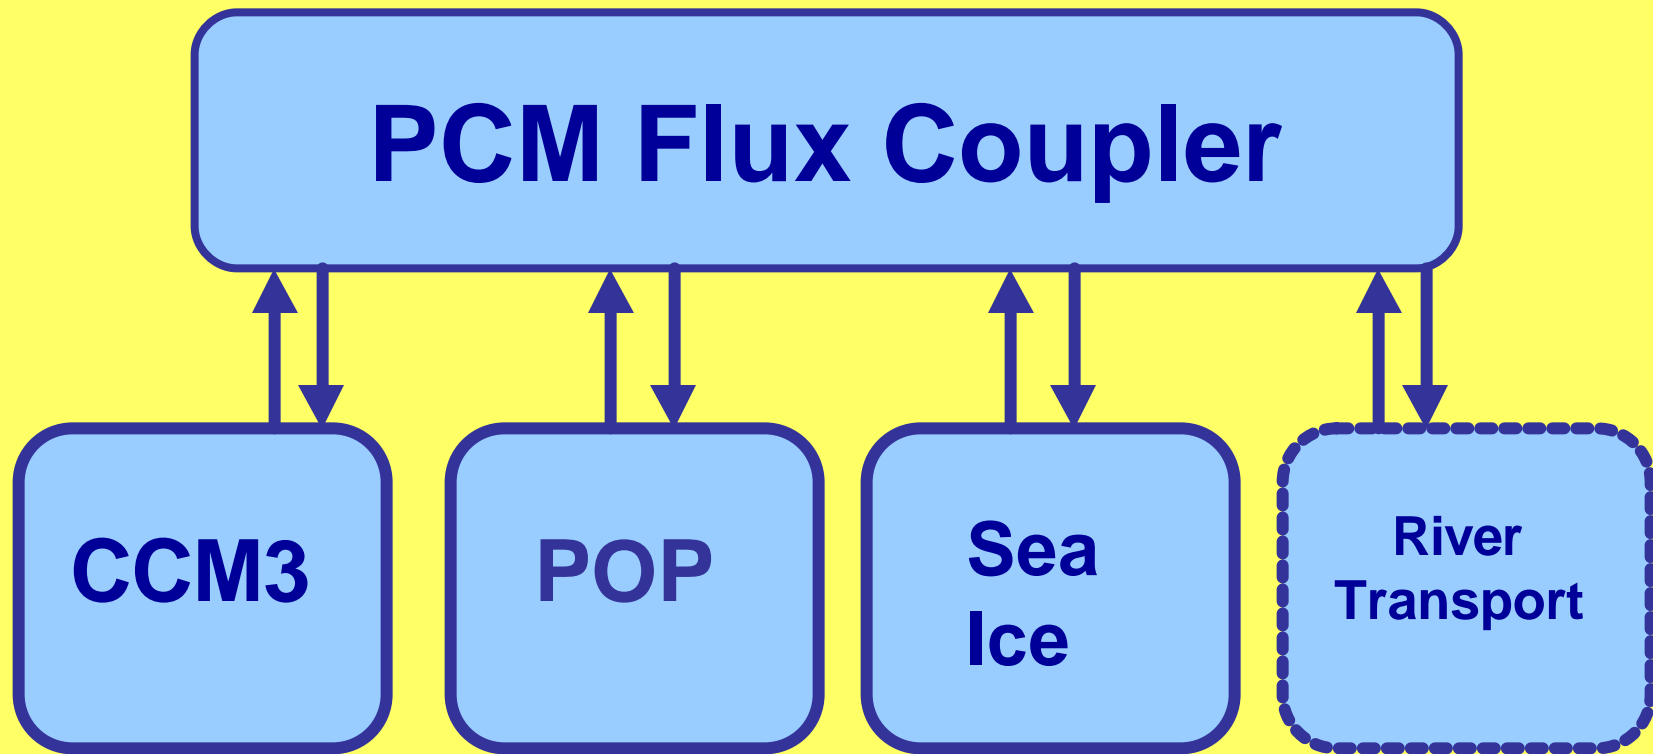 PCM Flux Coupler
CCM3
POP
Sea
Ice
River
Transport